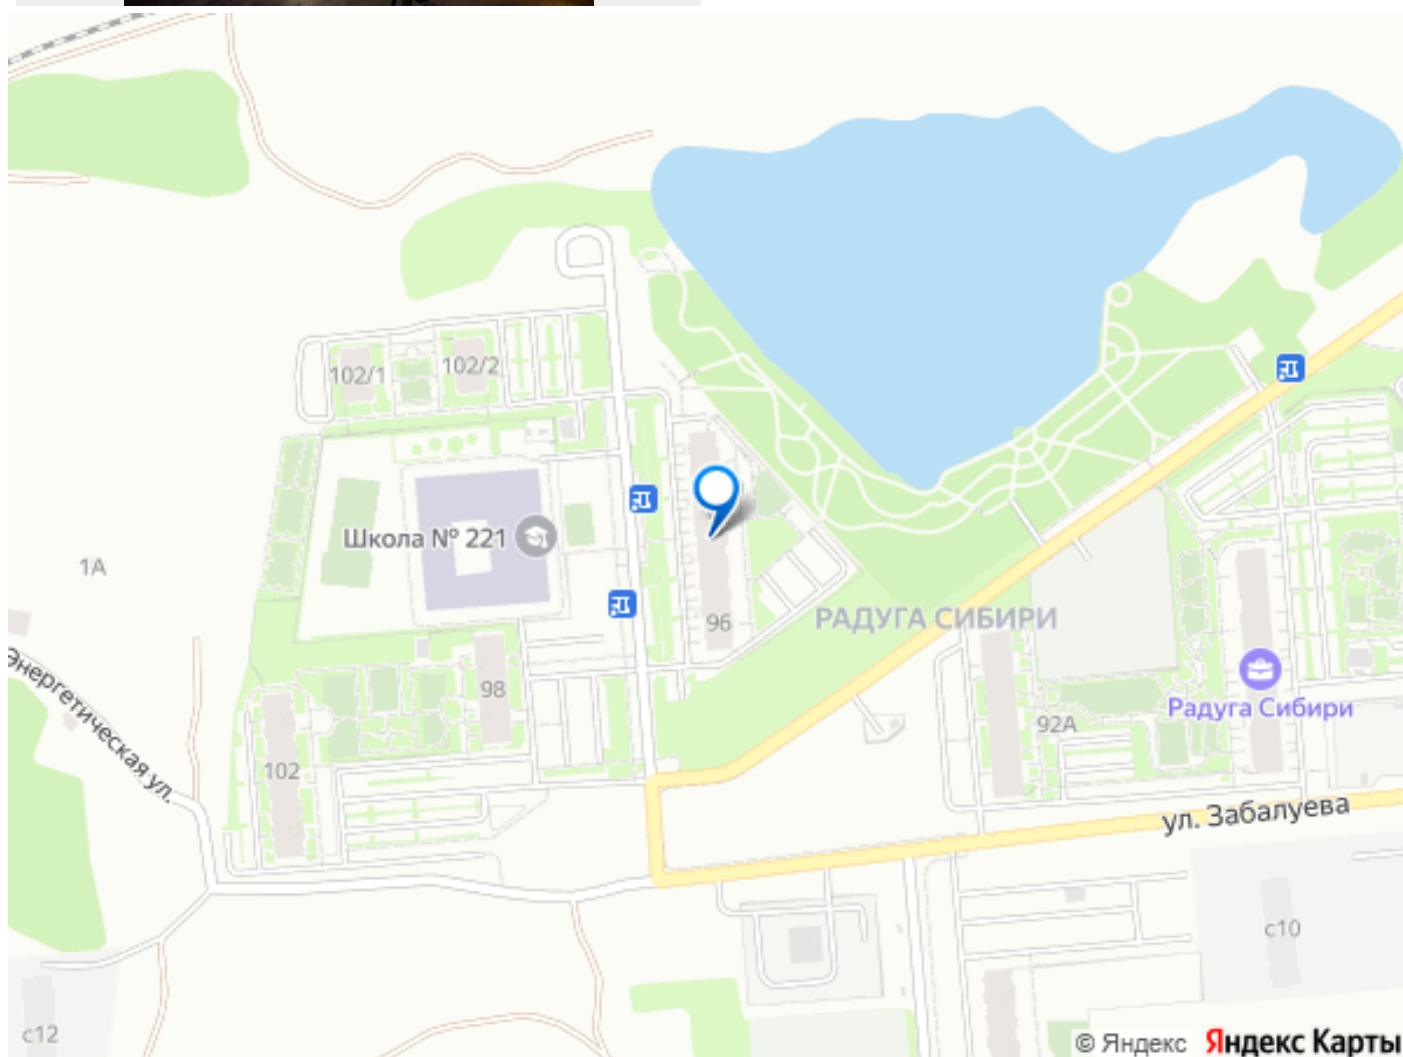 102/1
102/2
Школа № 221
1А
96
РАДУГА СИБИРИ
98
Энергетическая ул.
Радуга Сибири
92А
102
ул. Забалуева
с10
с12
© Яндекс Яндекс Карты